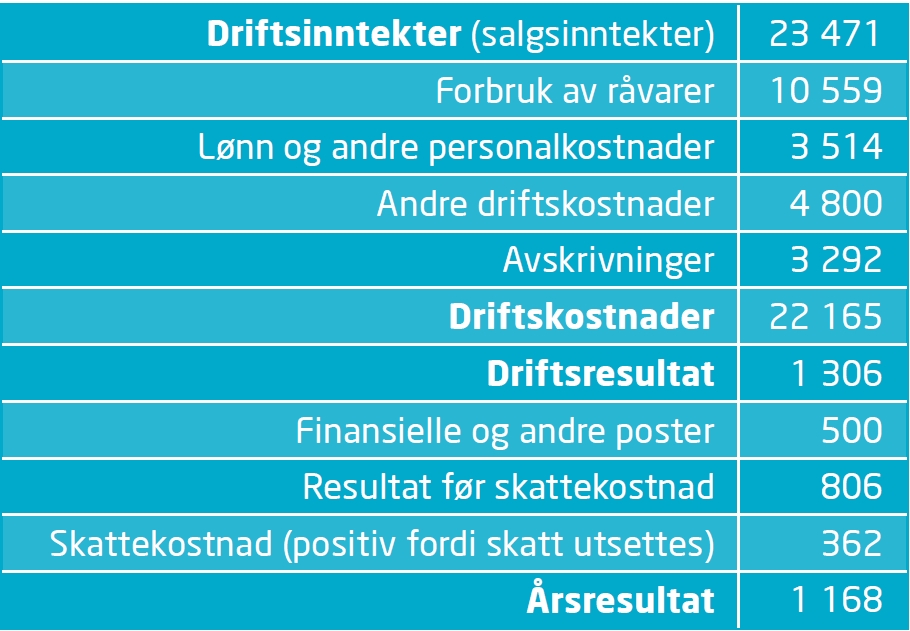 Driftsinntekter (salgsinntekter) 23 471
Forbruk av råvarer 10 559
Lønn og andre personalkostnader 3 514
Andre driftskostnader 4 800
Avskrivninger 3 292
Driftskostnader 22 165
Driftsresultat 1 306
Finansielle og andre poster 500
Resultat før skattekostnad 806
Skattekostnad (positiv fordi skatt utsettes) 362
Årsresultat 1 168